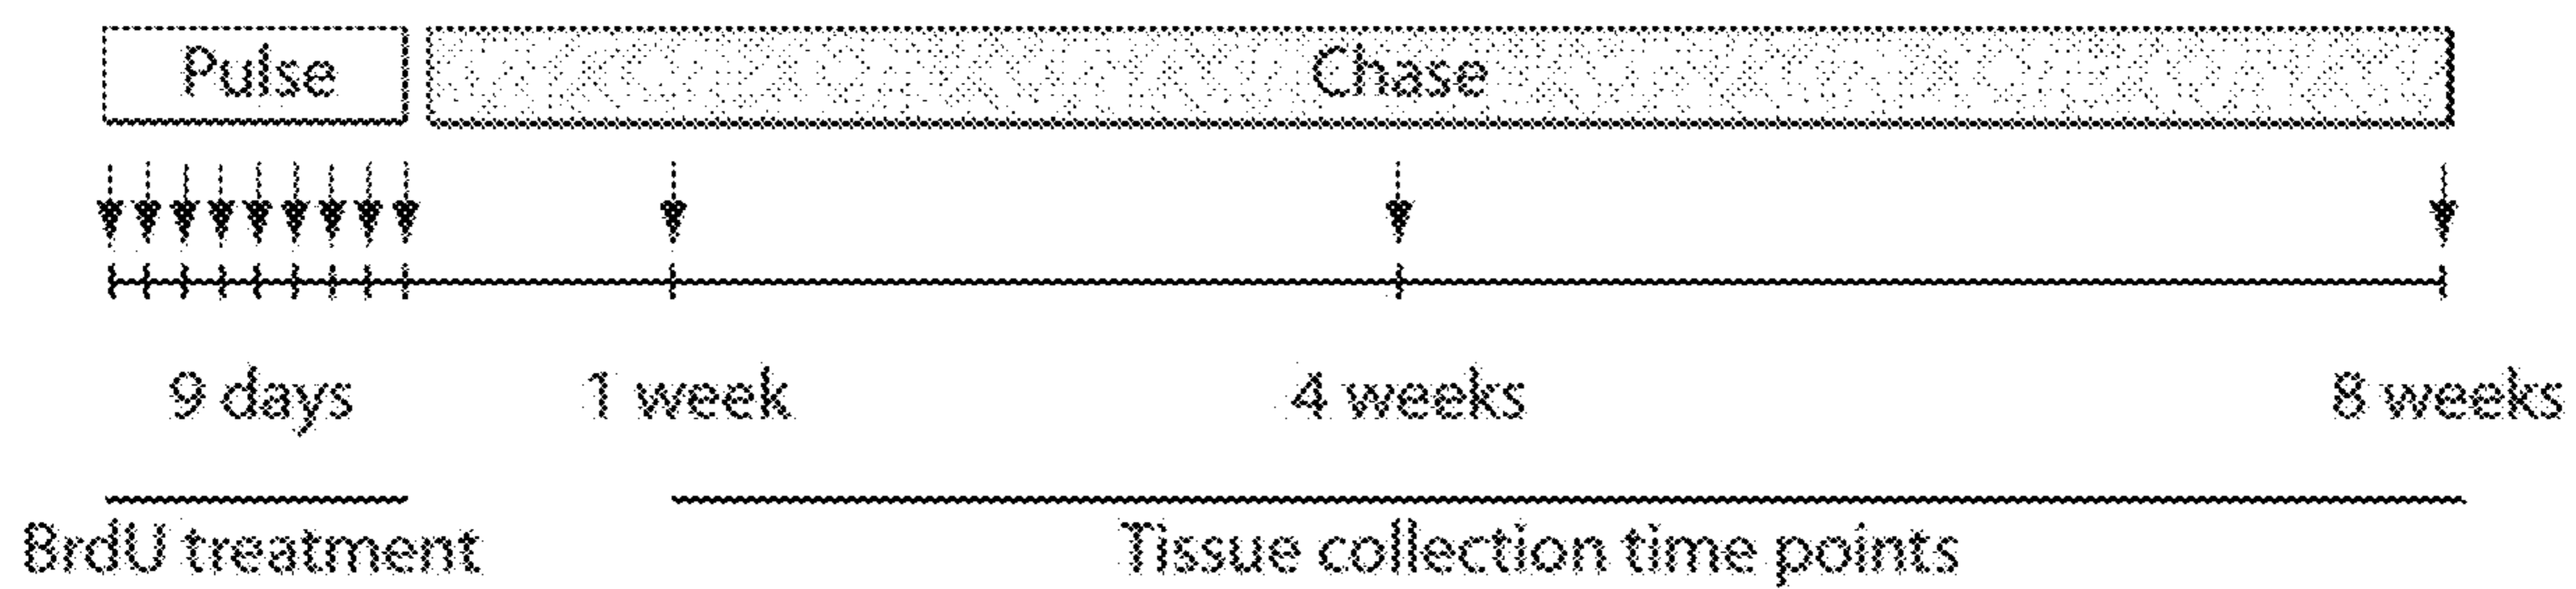 Pulse
Chase
9 days
1 week
4 weeks
8 weeks
BrdU treatment
Tissue collection time points